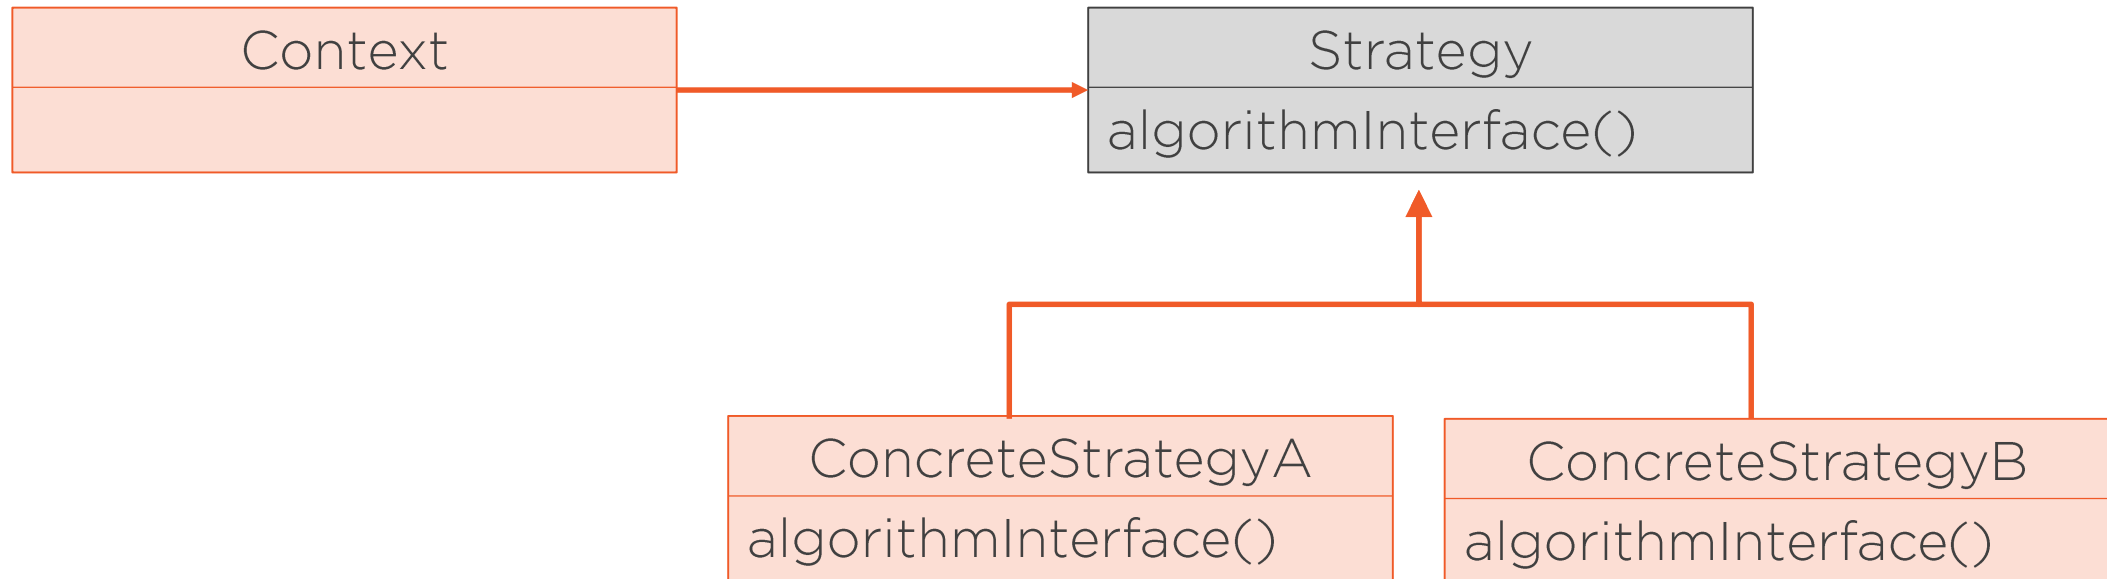 Context
Strategy
algorithmInterface()
ConcreteStrategyA
ConcreteStrategyB
algorithmInterface()
algorithmInterface()